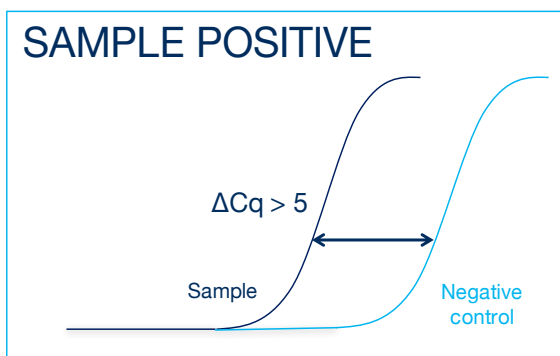 SAMPLE POSITIVE
ΔCq > 5
Sample
Negative
control